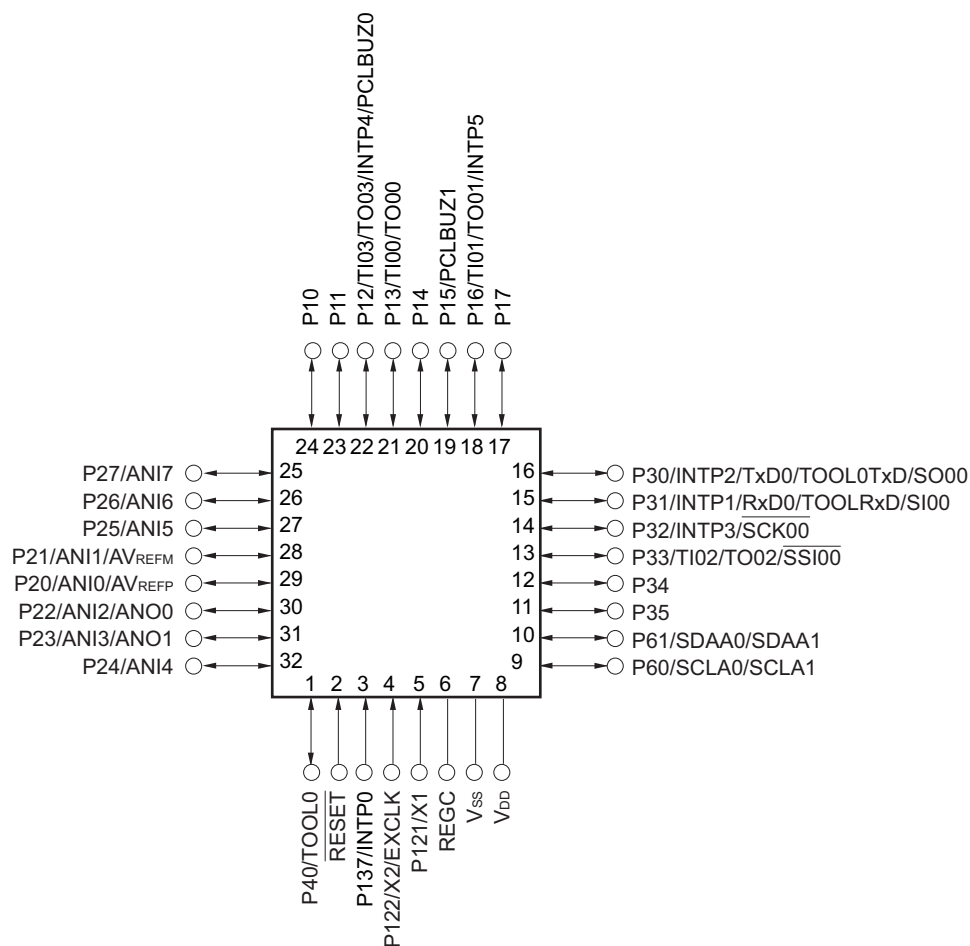 P10
P11
P12/TI03/TO03/INTP4/PCLBUZ0
P13/TI00/TO00
P14
P15/PCLBUZ1
P16/TI01/TO01/INTP5
P17
24 23 22 21 20 19 18 17
P27/ANI7 25
P26/ANI6 26
P25/ANI5 27
P21/ANI1/AVREFM 28
P20/ANI0/AVREFP 29
P22/ANI2/ANO0 30
P23/ANI3/ANO1 31
P24/ANI4 32
16 P30/INTP2/TxD0/TOOL0TxD/SO00
15 P31/INTP1/RxD0/TOOLRxD/SI00
14 P32/INTP3/SCK00
13 P33/TI02/TO02/SSI00
12 P34
11 P35
10 P61/SDAA0/SDAA1
9 P60/SCLA0/SCLA1
1 2 3 4 5 6 7 8
P40/TOOL0
RESET
P137/INTP0
P122/X2/EXCLK
P121/X1
REGC
VSS
VDD